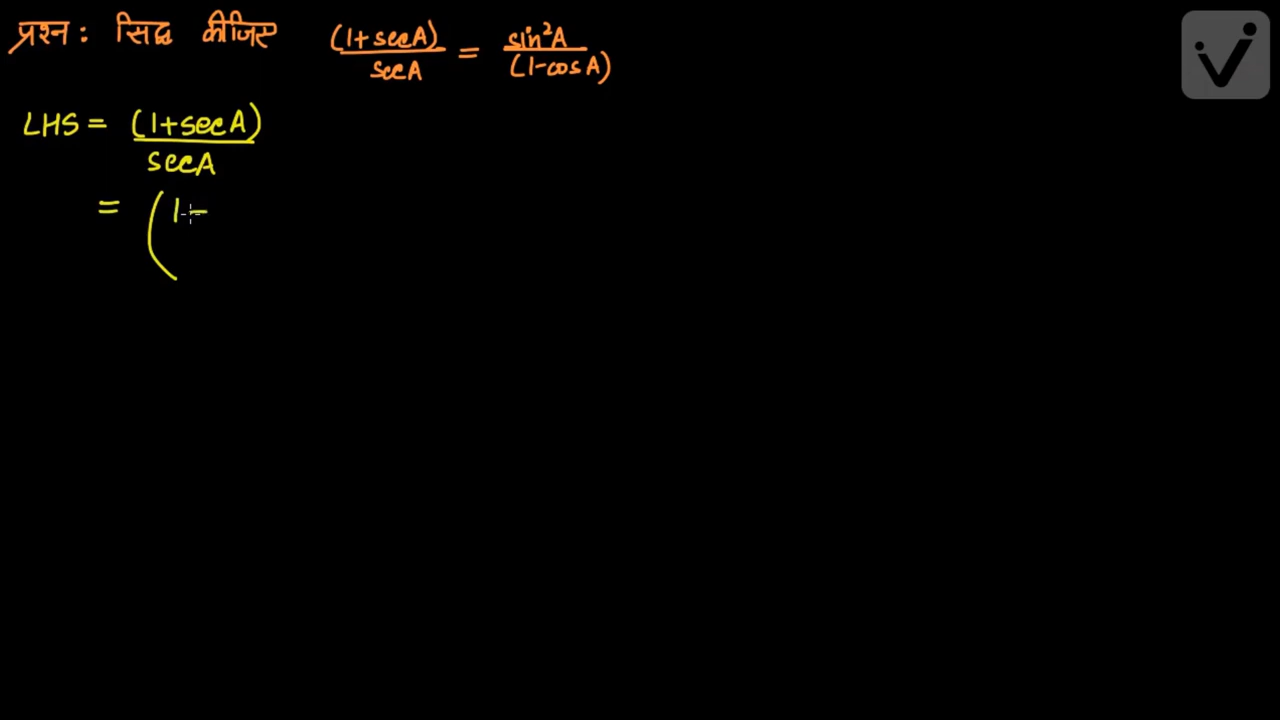 प्रश्न : सिद्ध कीजिए (1+secA)/secA = sin²A/(1-cosA)
LHS = (1+secA)/secA
= (1-